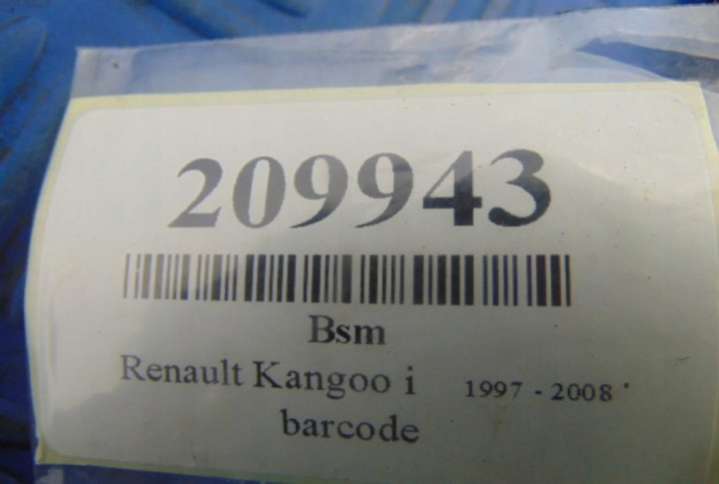 209943
Bsm
Renault Kangoo i 1997 - 2008
barcode